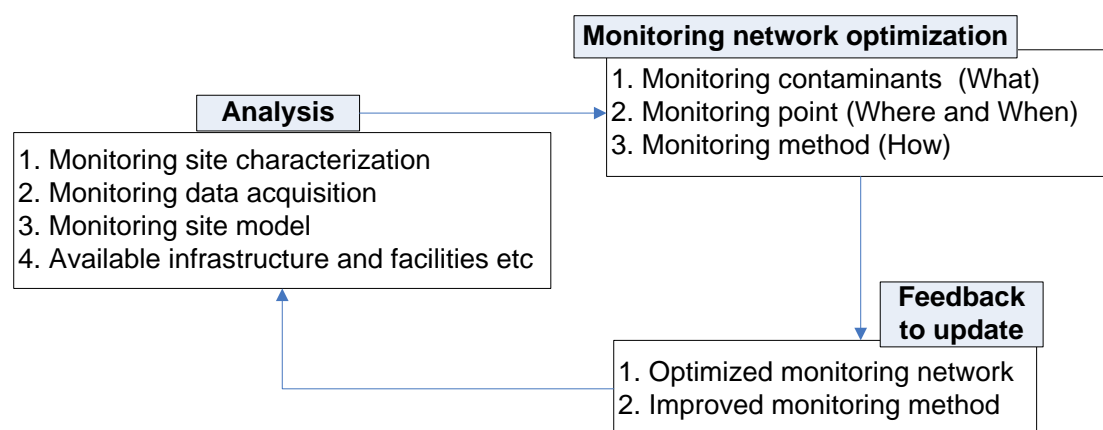 Monitoring network optimization
1. Monitoring contaminants  (What)
2. Monitoring point (Where and When)
3. Monitoring method (How)
Analysis
1. Monitoring site characterization
2. Monitoring data acquisition
3. Monitoring site model
4. Available infrastructure and facilities etc
Feedback
to update
1. Optimized monitoring network
2. Improved monitoring method